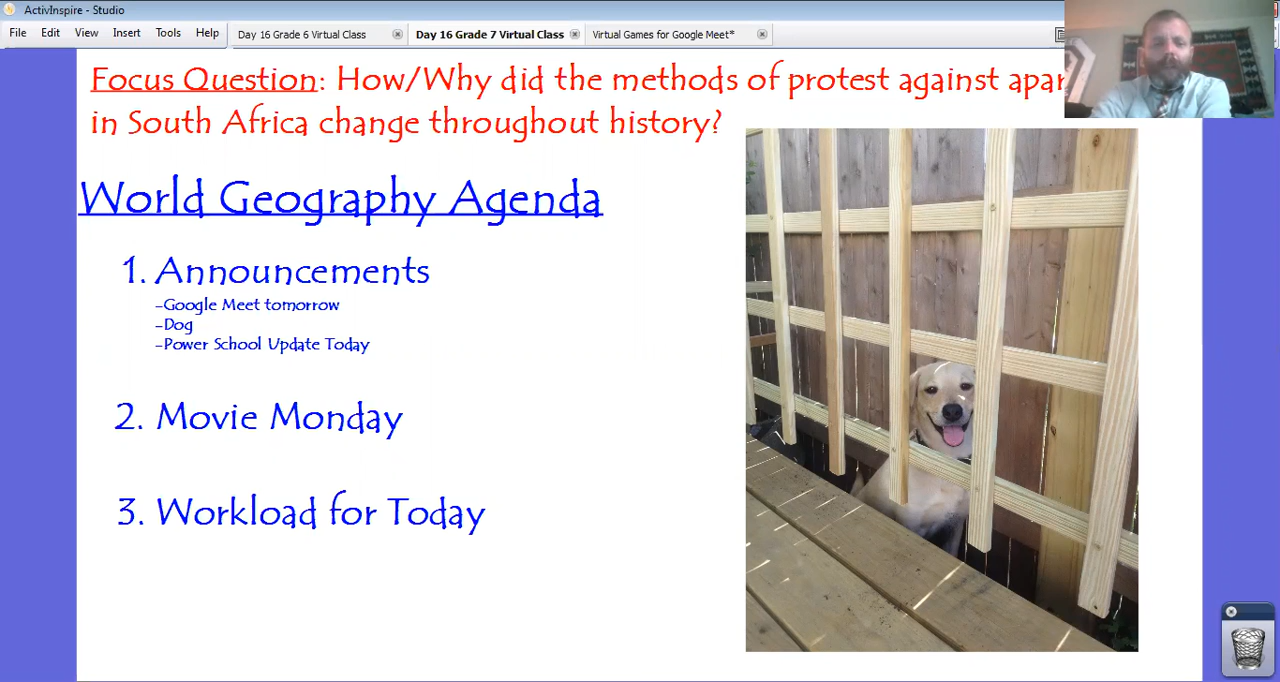 ActivInspire - Studio
File Edit View Insert Tools Help
Day 16 Grade 6 Virtual Class Day 16 Grade 7 Virtual Class Virtual Games for Google Meet*
Focus Question: How/Why did the methods of protest against apar
in South Africa change throughout history?
World Geography Agenda
1. Announcements
-Google Meet tomorrow
-Dog
-Power School Update Today
2. Movie Monday
3. Workload for Today